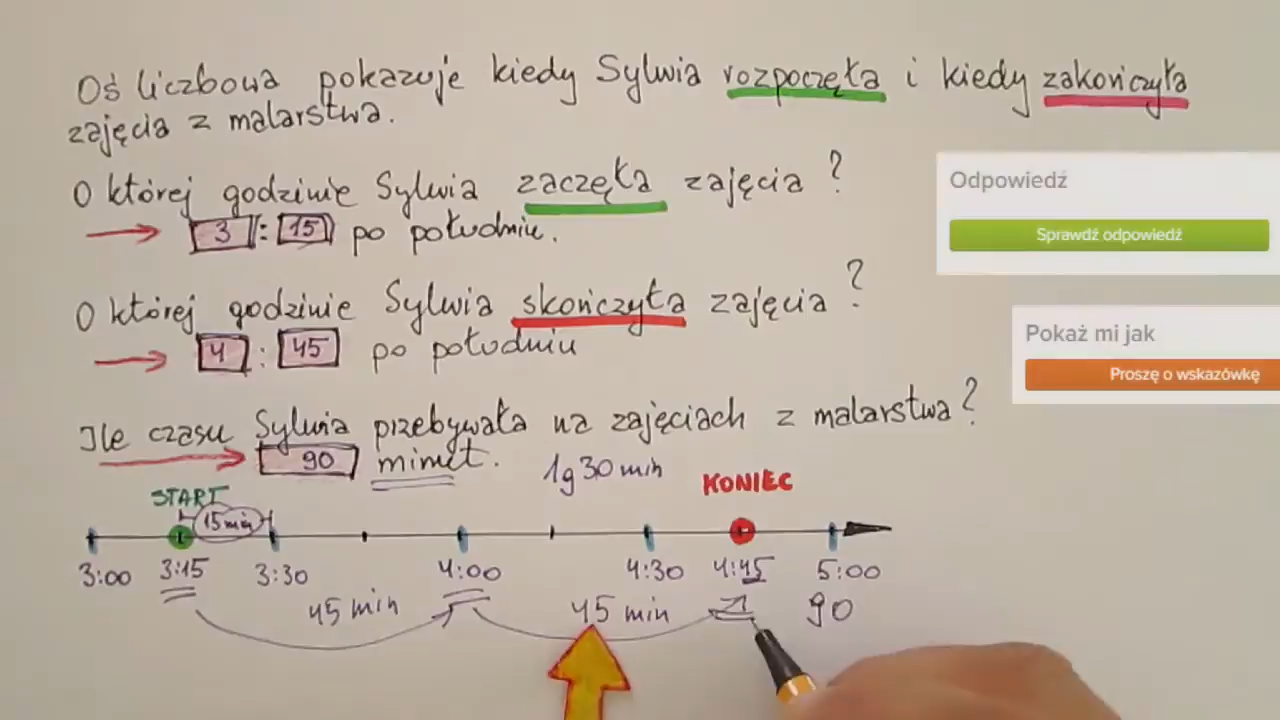 Oś liczbowa pokazuje kiedy Sylwia rozpoczęła i kiedy zakończyła
zajęcia z malarstwa.
O której godzinie Sylwia zaczęła zajęcia?
3 : 15 po południu.
O której godzinie Sylwia skończyła zajęcia?
4 : 45 po południu
Ile czasu Sylwia przebywała na zajęciach z malarstwa?
90 minut.
1g 30 min
START
KONIEC
15 min
3:00 3:15 3:30 4:00 4:30 4:45 5:00
45 min 45 min 90
Odpowiedź
Sprawdź odpowiedź
Pokaż mi jak
Proszę o wskazówkę